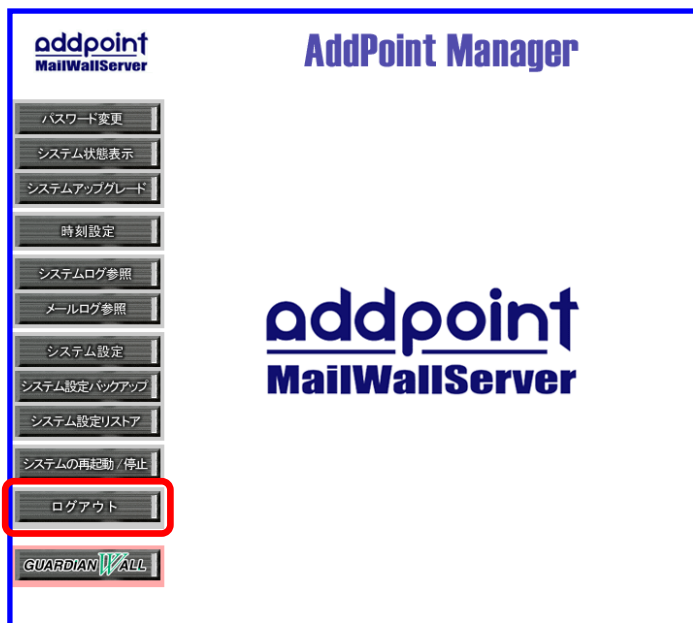 addpoint
MailWallServer
AddPoint Manager
パスワード変更
システム状態表示
システムアップグレード
時刻設定
システムログ参照
メールログ参照
システム設定
システム設定バックアップ
システム設定リストア
システムの再起動/停止
ログアウト
GUARDIAN WALL
addpoint
MailWallServer